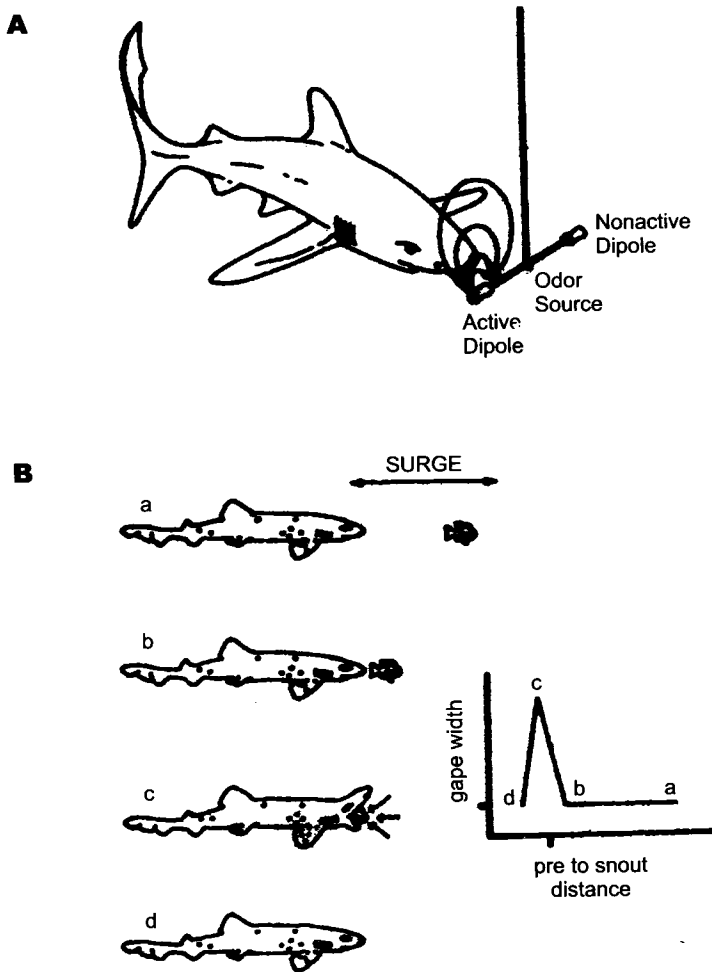 A
Nonactive
Dipole
Odor
Source
Active
Dipole
B
SURGE
a
b
c
d
gape width
c
d
b
a
pre to snout
distance